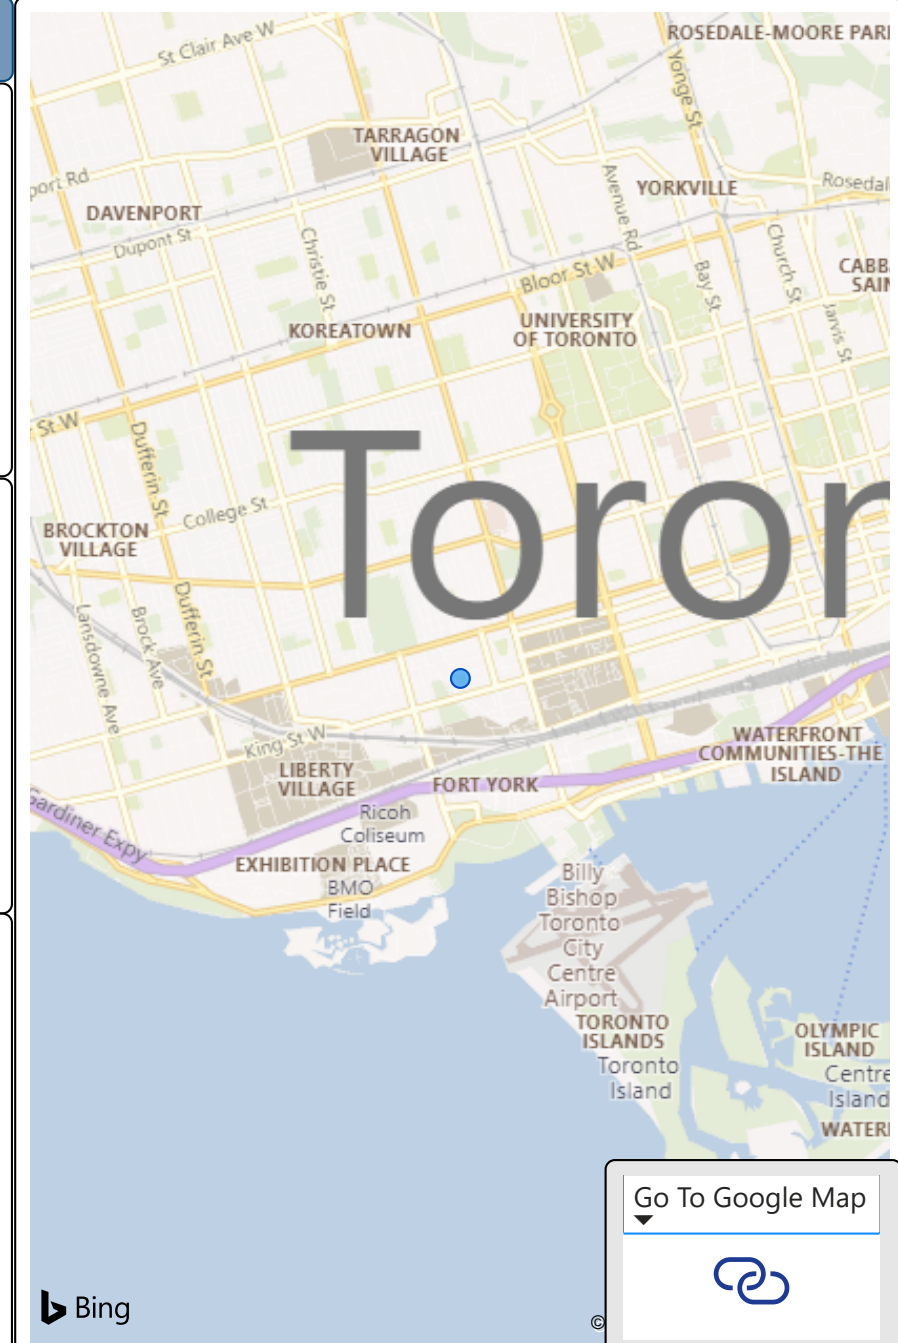 ROSEDALE-MOORE PARK
St Clair Ave W
Yonge St
TARRAGON
VILLAGE
port Rd
Avenue Rd
YORKVILLE
Rosedal
DAVENPORT
Dupont St
Christie St
Church St
Bloor St W
Bay St
CABB
SAIN
Jarvis St
KOREATOWN
UNIVERSITY
OF TORONTO
St W
Dufferin St
Toron
College St
BROCKTON
VILLAGE
Dufferin St
Lansdowne Ave
Brock Ave
King St W
WATERFRONT
COMMUNITIES-THE
ISLAND
LIBERTY
VILLAGE
FORT YORK
Gardiner Expy
Ricoh
Coliseum
EXHIBITION PLACE
BMO
Field
Billy
Bishop
Toronto
City
Centre
Airport
TORONTO
ISLANDS
Toronto
Island
OLYMPIC
ISLAND
Centre
Island
WATER
Go To Google Map
Bing
©